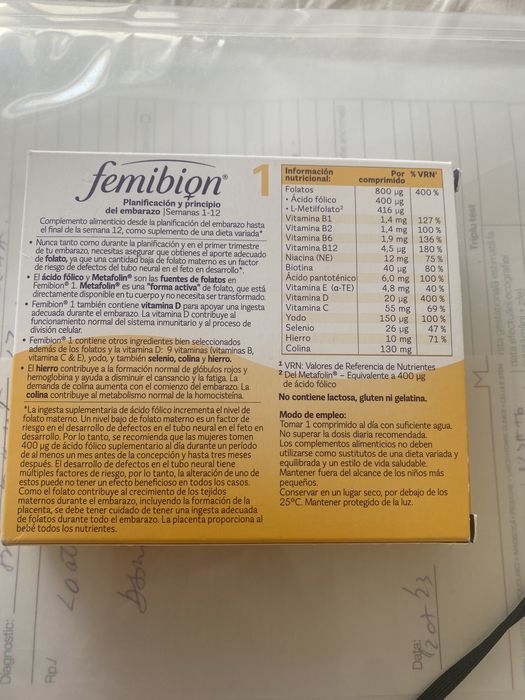 femibion® 1
Planificación y principio
del embarazo | Semanas 1-12
Complemento alimenticio desde la planificación del embarazo hasta
el final de la semana 12, como suplemento de una dieta variada*
• Nunca tanto como durante la planificación y en el primer trimestre
de tu embarazo, necesitas asegurar que obtienes el aporte adecuado
de folato, ya que una cantidad baja de folato materno es un factor
de riesgo de defectos del tubo neural en el feto en desarrollo*.
• El ácido fólico y Metafolin® son las fuentes de folatos en
Femibion® 1. Metafolin® es una "forma activa" de folato, que está
directamente disponible en tu cuerpo y no necesita ser transformado.
• Femibion® 1 también contiene vitamina D para apoyar una ingesta
adecuada durante el embarazo. La vitamina D contribuye al
funcionamiento normal del sistema inmunitario y al proceso de
división celular.
• Femibion® 1 contiene otros ingredientes bien seleccionados
además de los folatos y la vitamina D: 9 vitaminas (vitaminas B,
vitamina C & E), yodo, y también selenio, colina y hierro.
• El hierro contribuye a la formación normal de glóbulos rojos y
hemoglobina y ayuda a disminuir el cansancio y la fatiga. La
demanda de colina aumenta con el comienzo del embarazo. La
colina contribuye al metabolismo normal de la homocisteína.
*La ingesta suplementaria de ácido fólico incrementa el nivel de
folato materno. Un nivel bajo de folato materno es un factor de
riesgo en el desarrollo de defectos en el tubo neural en el feto en
desarrollo. Por lo tanto, se recomienda que las mujeres tomen
400 µg de ácido fólico suplementario al día durante un período
de al menos un mes antes de la concepción y hasta tres meses
después. El desarrollo de defectos en el tubo neural tiene
múltiples factores de riesgo, por lo tanto, la alteración de uno de
estos puede no tener un efecto beneficioso en todos los casos.
Como el folato contribuye al crecimiento de los tejidos
maternos durante el embarazo, incluyendo la formación de la
placenta, se debe tener cuidado de tener una ingesta adecuada
de folatos durante todo el embarazo. La placenta proporciona al
bebé todos los nutrientes.
Información nutricional: Por comprimido % VRN¹
Folatos 800 µg 400 %
• Ácido fólico 400 µg
• L-Metilfolato² 416 µg
Vitamina B1 1,4 mg 127 %
Vitamina B2 1,4 mg 100 %
Vitamina B6 1,9 mg 136 %
Vitamina B12 4,5 µg 180 %
Niacina (NE) 12 mg 75 %
Biotina 40 µg 80 %
Ácido pantoténico 6,0 mg 100 %
Vitamina E (α-TE) 4,8 mg 40 %
Vitamina D 20 µg 400 %
Vitamina C 55 mg 69 %
Yodo 150 µg 100 %
Selenio 26 µg 47 %
Hierro 10 mg 71 %
Colina 130 mg
¹ VRN: Valores de Referencia de Nutrientes
² Del Metafolin® – Equivalente a 400 µg
de ácido fólico
No contiene lactosa, gluten ni gelatina.
Modo de empleo:
Tomar 1 comprimido al día con suficiente agua.
No superar la dosis diaria recomendada.
Los complementos alimenticios no deben
utilizarse como sustitutos de una dieta variada y
equilibrada y un estilo de vida saludable.
Mantener fuera del alcance de los niños más
pequeños.
Conservar en un lugar seco, por debajo de los
25°C. Mantener protegido de la luz.
Triplu test
Diagnostic:
Rp./
Data: